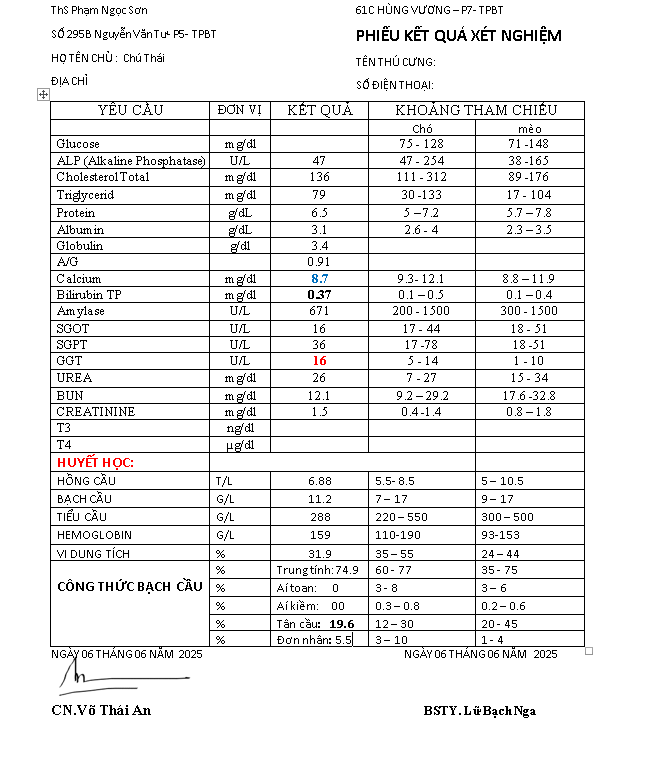 ThS Phạm Ngọc Sơn 61C HÙNG VƯƠNG – P7- TPBT
SỐ 295B Nguyễn Văn Tư- P5- TPBT PHIẾU KẾT QUẢ XÉT NGHIỆM
HỌ TÊN CHỦ : Chú Thái TÊN THÚ CƯNG:
ĐỊA CHỈ SỐ ĐIỆN THOẠI:
YÊU CẦU ĐƠN VỊ KẾT QUẢ KHOẢNG THAM CHIẾU
Chó mèo
Glucose mg/dl 75 - 128 71 -148
ALP (Alkaline Phosphatase) U/L 47 47 - 254 38 -165
Cholesterol Total mg/dl 136 111 - 312 89 -176
Triglycerid mg/dl 79 30 -133 17 - 104
Protein g/dL 6.5 5 – 7.2 5.7 – 7.8
Albumin g/dL 3.1 2.6 - 4 2.3 – 3.5
Globulin g/dl 3.4
A/G 0.91
Calcium mg/dl 8.7 9.3- 12.1 8.8 – 11.9
Bilirubin TP mg/dl 0.37 0.1 – 0.5 0.1 – 0.4
Amylase U/L 671 200 - 1500 300 - 1500
SGOT U/L 16 17 - 44 18 - 51
SGPT U/L 36 17 -78 18 -51
GGT U/L 16 5 - 14 1 - 10
UREA mg/dl 26 7 - 27 15 - 34
BUN mg/dl 12.1 9.2 – 29.2 17.6 -32.8
CREATININE mg/dl 1.5 0.4 -1.4 0.8 – 1.8
T3 ng/dl
T4 µg/dl
HUYẾT HỌC:
HỒNG CẦU T/L 6.88 5.5- 8.5 5 – 10.5
BẠCH CẦU G/L 11.2 7 – 17 9 – 17
TIỂU CẦU G/L 288 220 – 550 300 – 500
HEMOGLOBIN G/L 159 110-190 93-153
VI DUNG TÍCH % 31.9 35 – 55 24 – 44
CÔNG THỨC BẠCH CẦU % Trung tính: 74.9 60 - 77 35 - 75
% Ái toan: 0 3 - 8 3 – 6
% Ái kiềm: 00 0.3 – 0.8 0.2 – 0.6
% Tân cầu: 19.6 12 – 30 20 - 45
% Đơn nhân: 5.5 3 – 10 1 - 4
NGÀY 06 THÁNG 06 NĂM 2025 NGÀY 06 THÁNG 06 NĂM 2025
CN.Võ Thái An BSTY. Lữ Bạch Nga